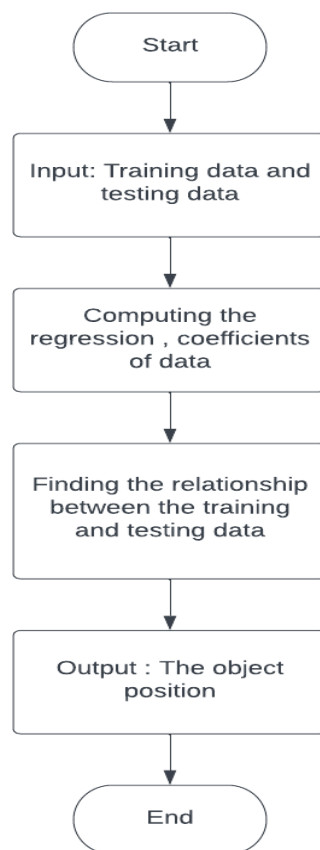 Start
Input: Training data and
testing data
Computing the
regression , coefficients
of data
Finding the relationship
between the training
and testing data
Output : The object
position
End